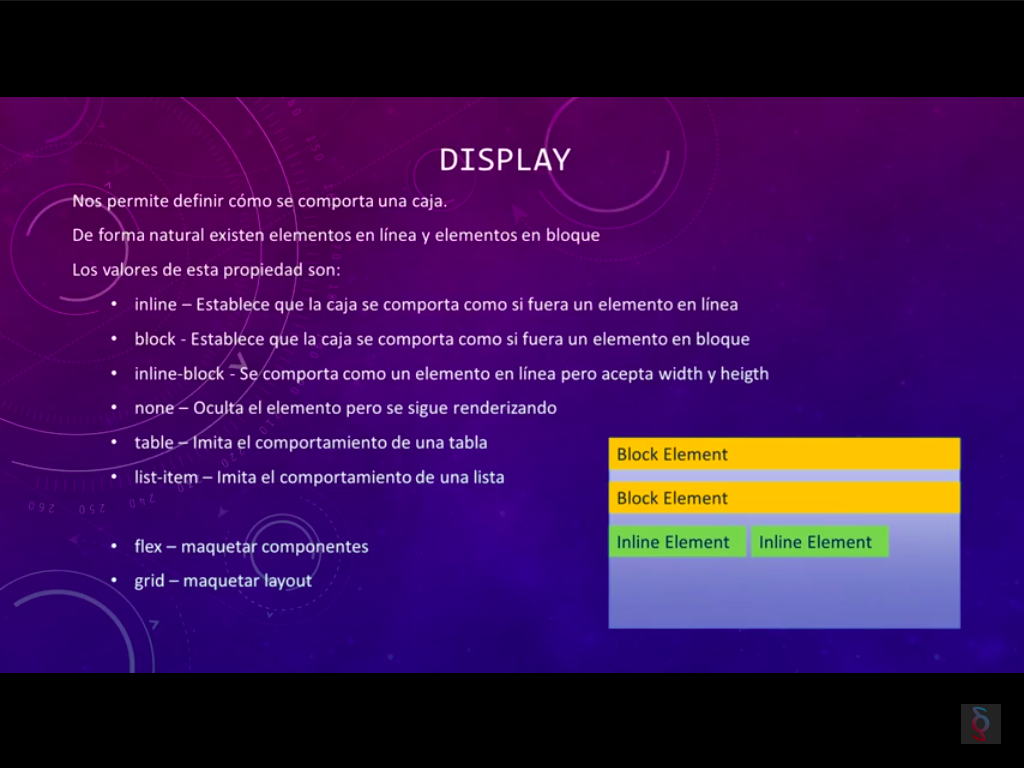 DISPLAY
Nos permite definir cómo se comporta una caja.
De forma natural existen elementos en línea y elementos en bloque
Los valores de esta propiedad son:
• inline – Establece que la caja se comporta como si fuera un elemento en línea
• block - Establece que la caja se comporta como si fuera un elemento en bloque
• inline-block - Se comporta como un elemento en línea pero acepta width y heigth
• none – Oculta el elemento pero se sigue renderizando
• table – Imita el comportamiento de una tabla
• list-item – Imita el comportamiento de una lista
• flex – maquetar componentes
• grid – maquetar layout
Block Element
Block Element
Inline Element Inline Element
260 250 240